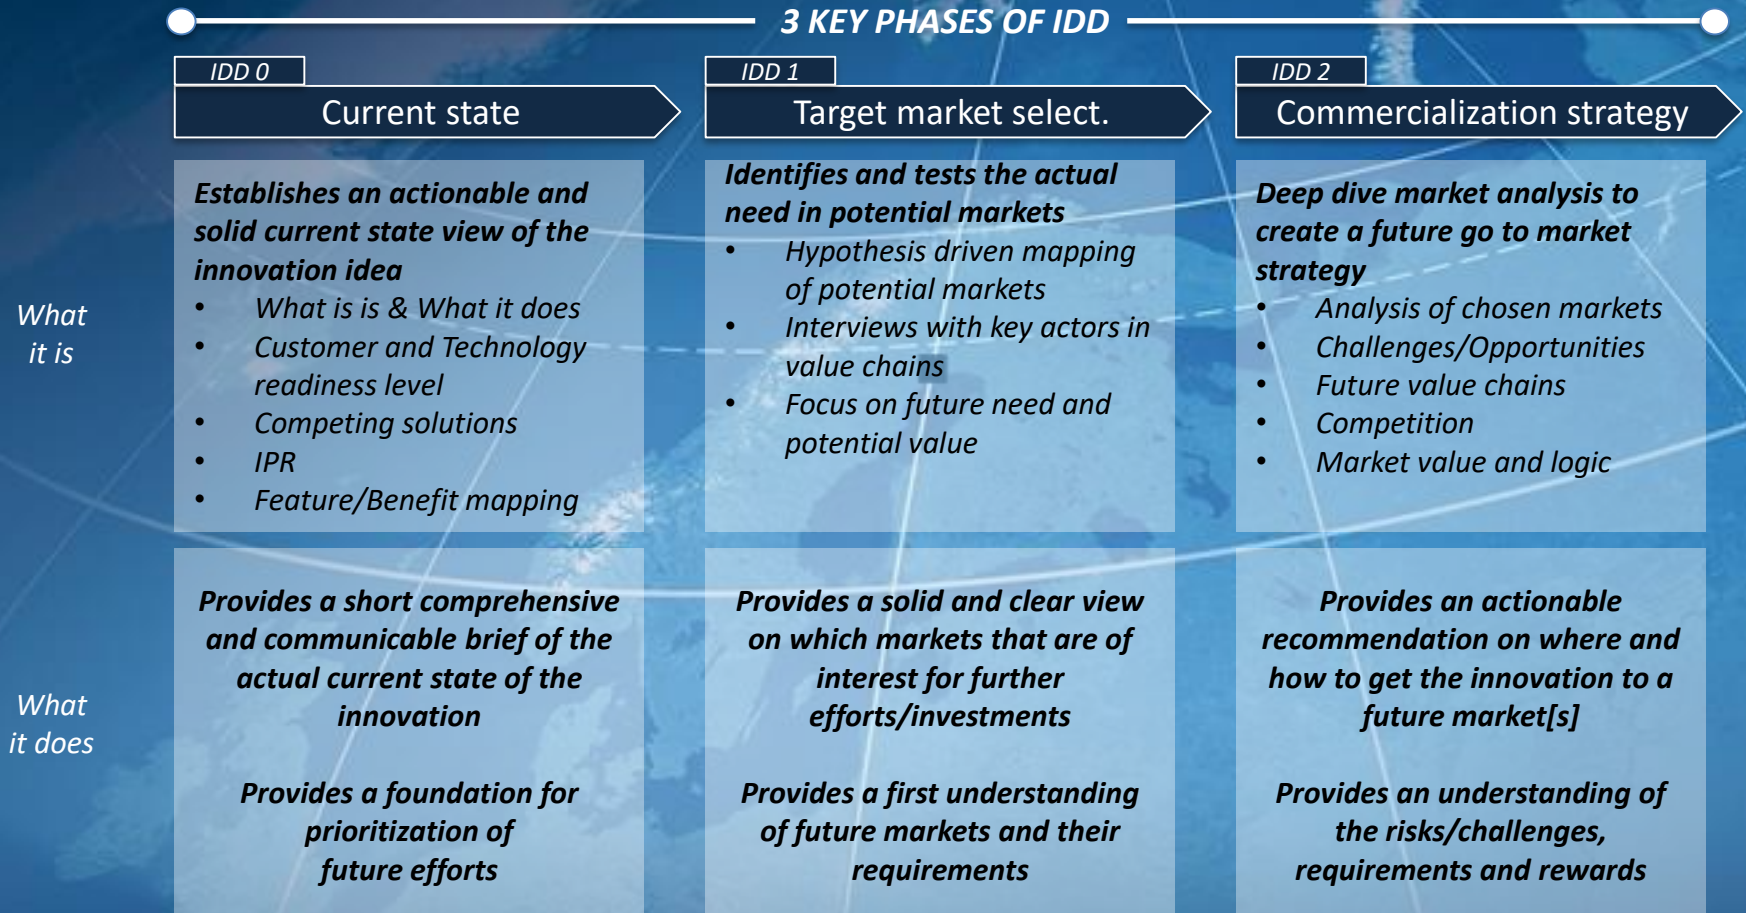 3 KEY PHASES OF IDD
IDD 0
Current state
IDD 1
Target market select.
IDD 2
Commercialization strategy
What
it is
Establishes an actionable and
solid current state view of the
innovation idea
• What is is & What it does
• Customer and Technology
readiness level
• Competing solutions
• IPR
• Feature/Benefit mapping
Identifies and tests the actual
need in potential markets
• Hypothesis driven mapping
of potential markets
• Interviews with key actors in
value chains
• Focus on future need and
potential value
Deep dive market analysis to
create a future go to market
strategy
• Analysis of chosen markets
• Challenges/Opportunities
• Future value chains
• Competition
• Market value and logic
What
it does
Provides a short comprehensive
and communicable brief of the
actual current state of the
innovation
Provides a foundation for
prioritization of
future efforts
Provides a solid and clear view
on which markets that are of
interest for further
efforts/investments
Provides a first understanding
of future markets and their
requirements
Provides an actionable
recommendation on where and
how to get the innovation to a
future market[s]
Provides an understanding of
the risks/challenges,
requirements and rewards